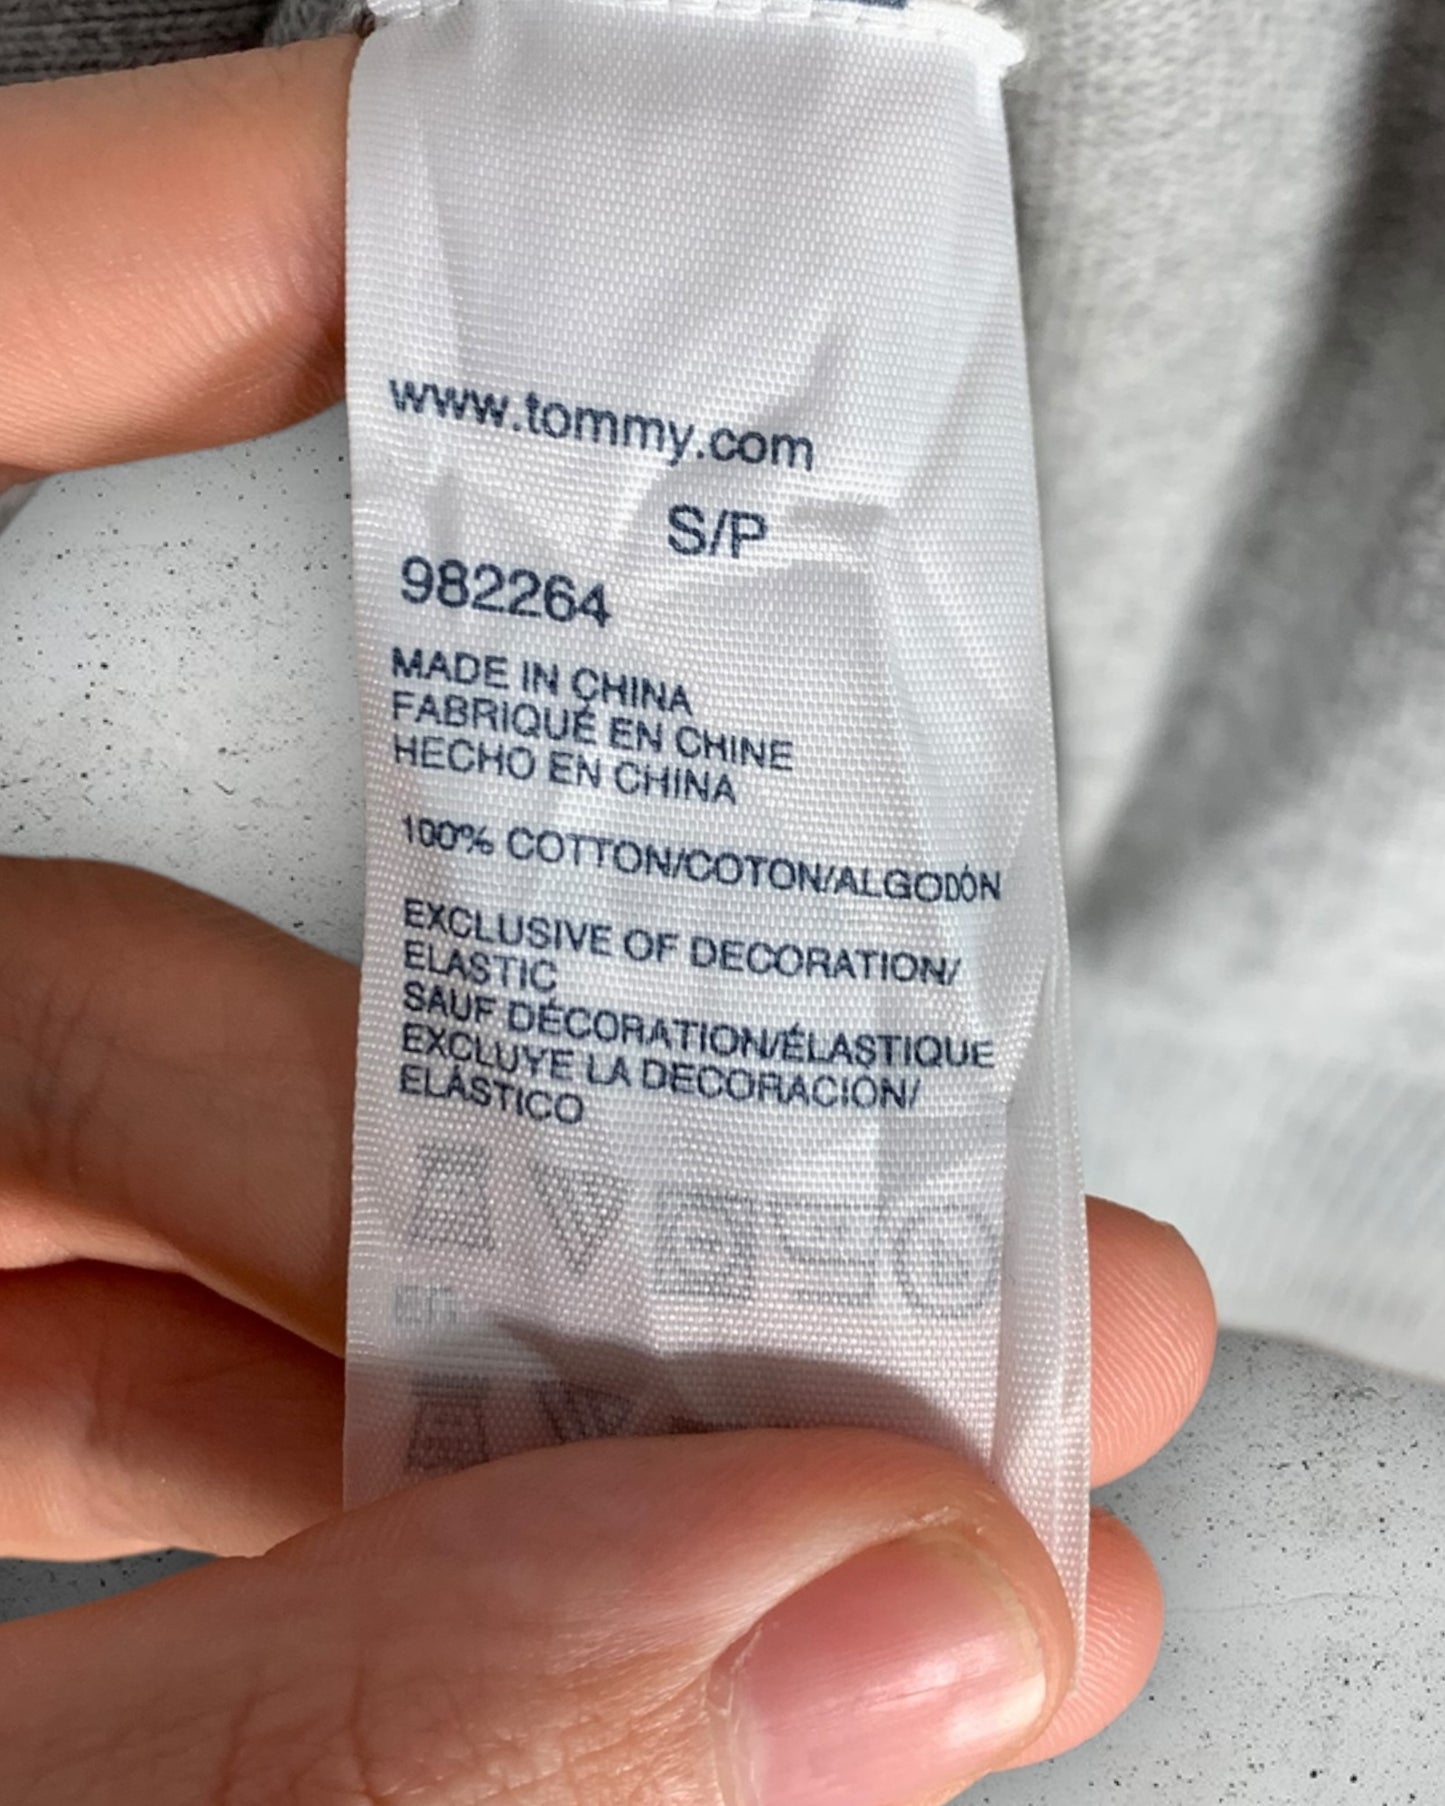 www.tommy.com
S/P
982264
MADE IN CHINA
FABRIQUÉ EN CHINE
HECHO EN CHINA
100% COTTON/COTON/ALGODÓN
EXCLUSIVE OF DECORATION/
ELASTIC
SAUF DÉCORATION/ÉLASTIQUE
EXCLUYE LA DECORACIÓN/
ELÁSTICO